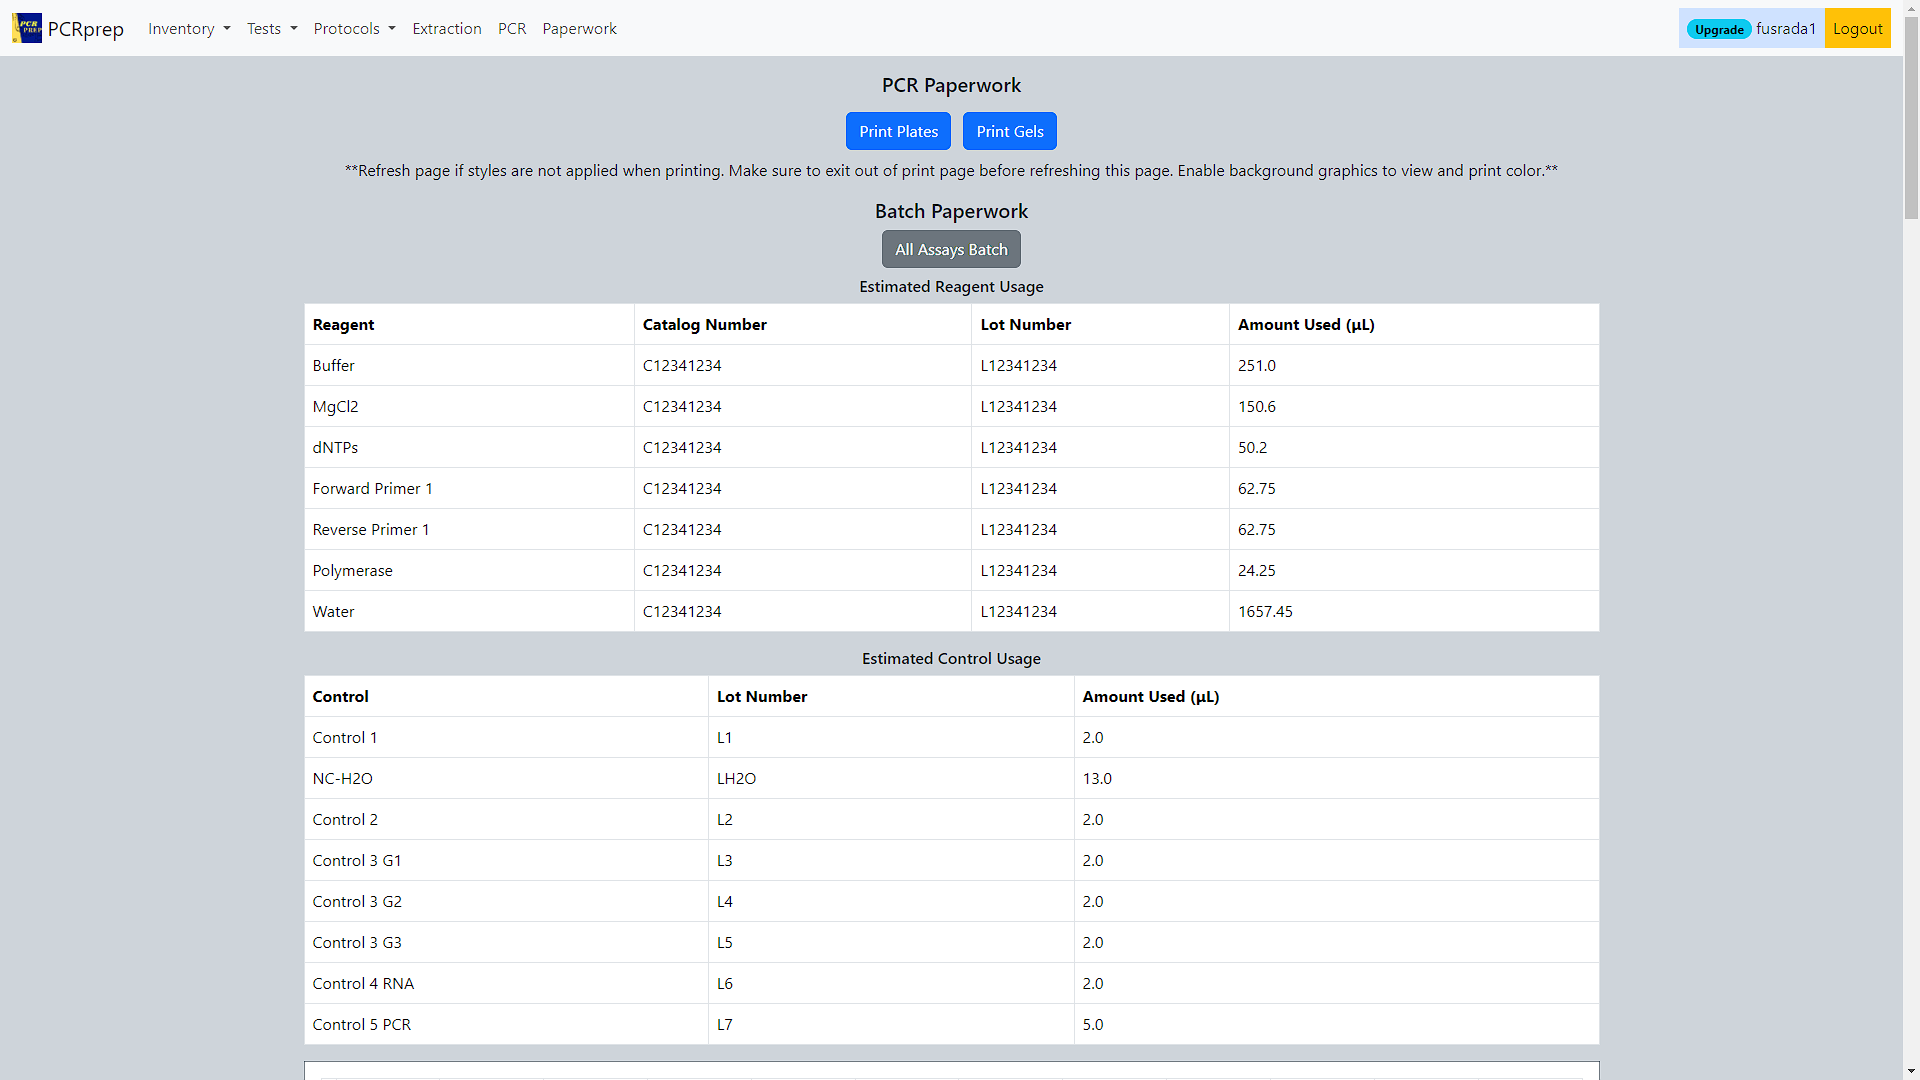 PCR PREP PCRprep Inventory Tests Protocols Extraction PCR Paperwork Upgrade fusrada1 Logout
PCR Paperwork
Print Plates Print Gels
**Refresh page if styles are not applied when printing. Make sure to exit out of print page before refreshing this page. Enable background graphics to view and print color.**
Batch Paperwork
All Assays Batch
Estimated Reagent Usage
Reagent Catalog Number Lot Number Amount Used (µL)
Buffer C12341234 L12341234 251.0
MgCl2 C12341234 L12341234 150.6
dNTPs C12341234 L12341234 50.2
Forward Primer 1 C12341234 L12341234 62.75
Reverse Primer 1 C12341234 L12341234 62.75
Polymerase C12341234 L12341234 24.25
Water C12341234 L12341234 1657.45
Estimated Control Usage
Control Lot Number Amount Used (µL)
Control 1 L1 2.0
NC-H2O LH2O 13.0
Control 2 L2 2.0
Control 3 G1 L3 2.0
Control 3 G2 L4 2.0
Control 3 G3 L5 2.0
Control 4 RNA L6 2.0
Control 5 PCR L7 5.0